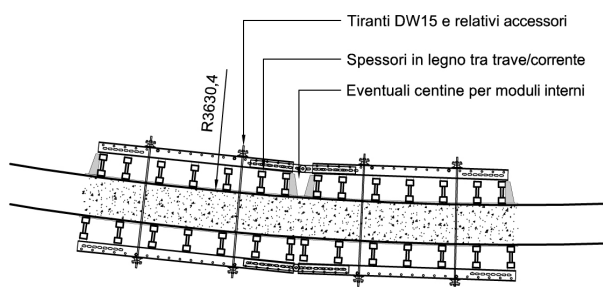 Tiranti DW15 e relativi accessori
Spessori in legno tra trave/corrente
Eventuali centine per moduli interni
R3630,4